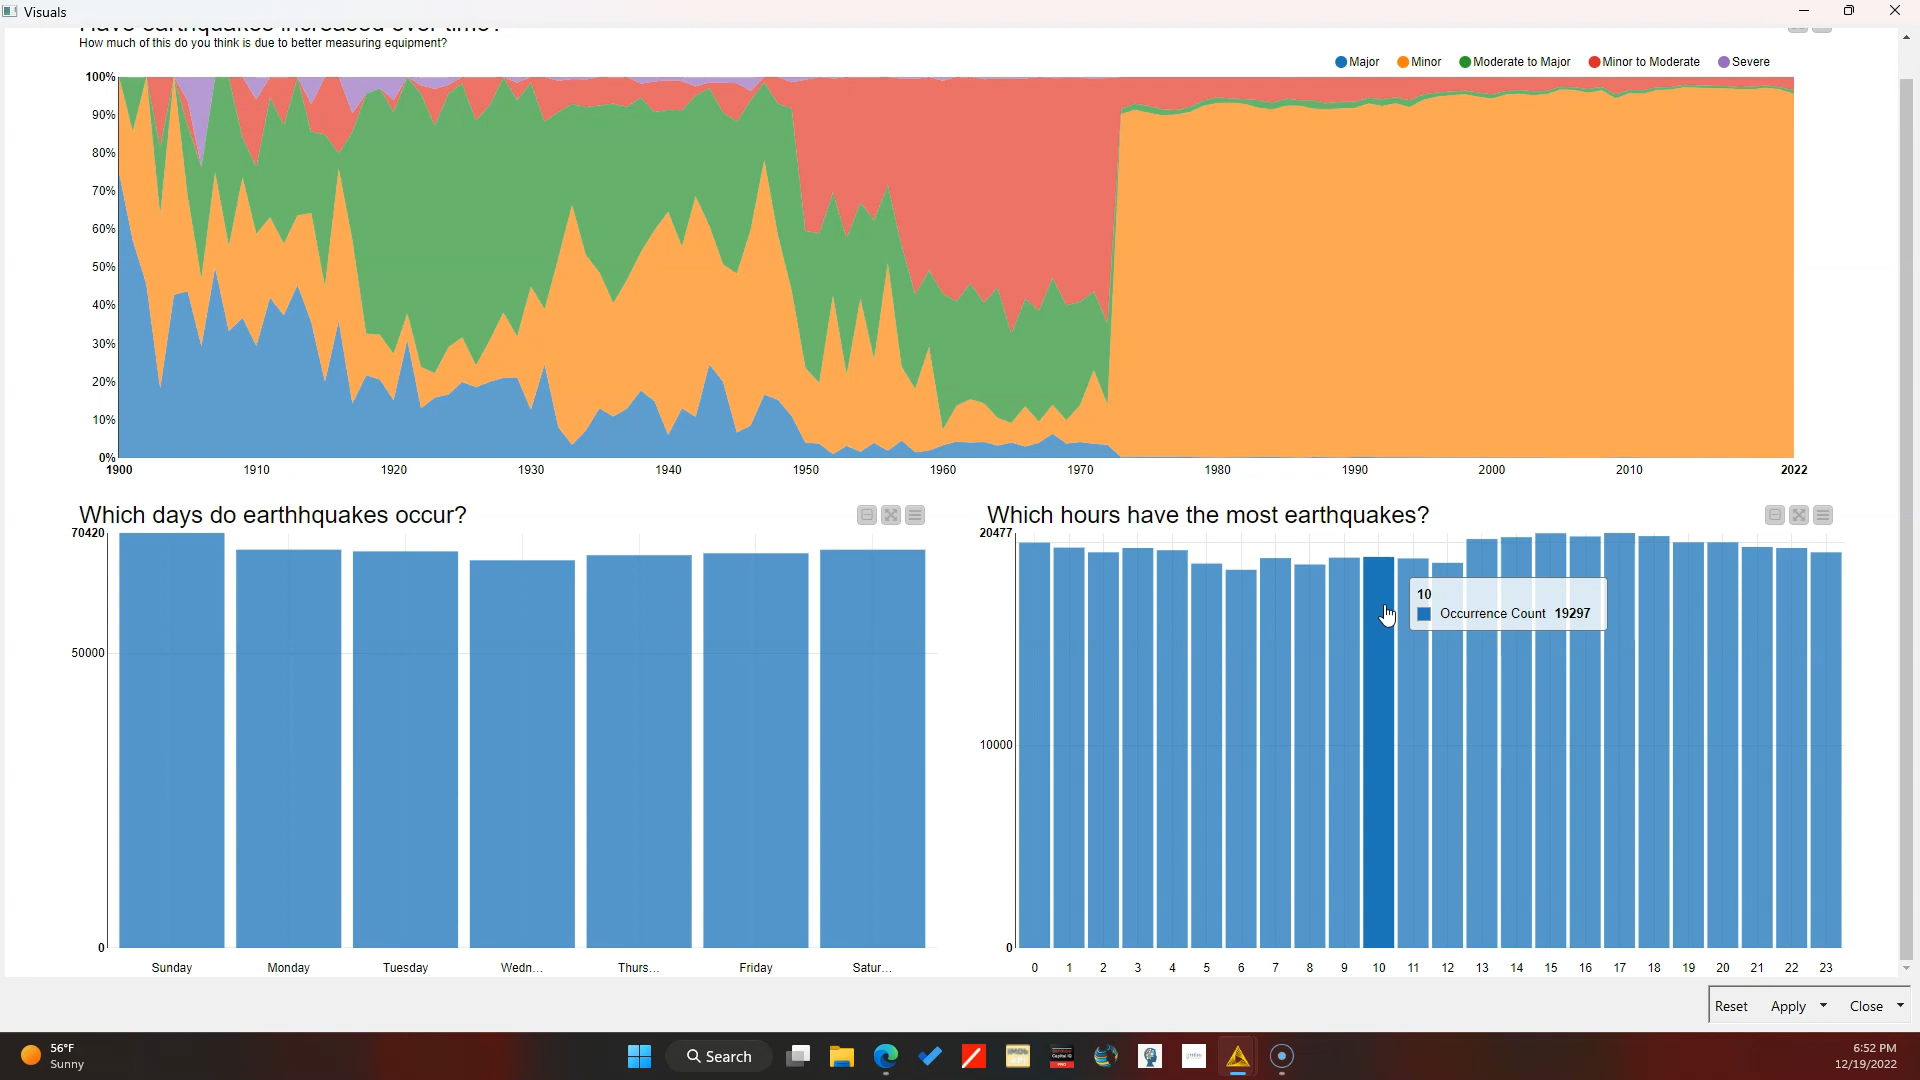 Visuals
Have earthquakes increased over time?
How much of this do you think is due to better measuring equipment?
Major Minor Moderate to Major Minor to Moderate Severe
100%
90%
80%
70%
60%
50%
40%
30%
20%
10%
0%
1900 1910 1920 1930 1940 1950 1960 1970 1980 1990 2000 2010 2022
Which days do earthhquakes occur?
70420
50000
0
Sunday Monday Tuesday Wedn... Thurs... Friday Satur...
Which hours have the most earthquakes?
20477
10
Occurrence Count 19297
10000
0
0 1 2 3 4 5 6 7 8 9 10 11 12 13 14 15 16 17 18 19 20 21 22 23
Reset Apply Close
56°F
Sunny
Search
6:52 PM
12/19/2022